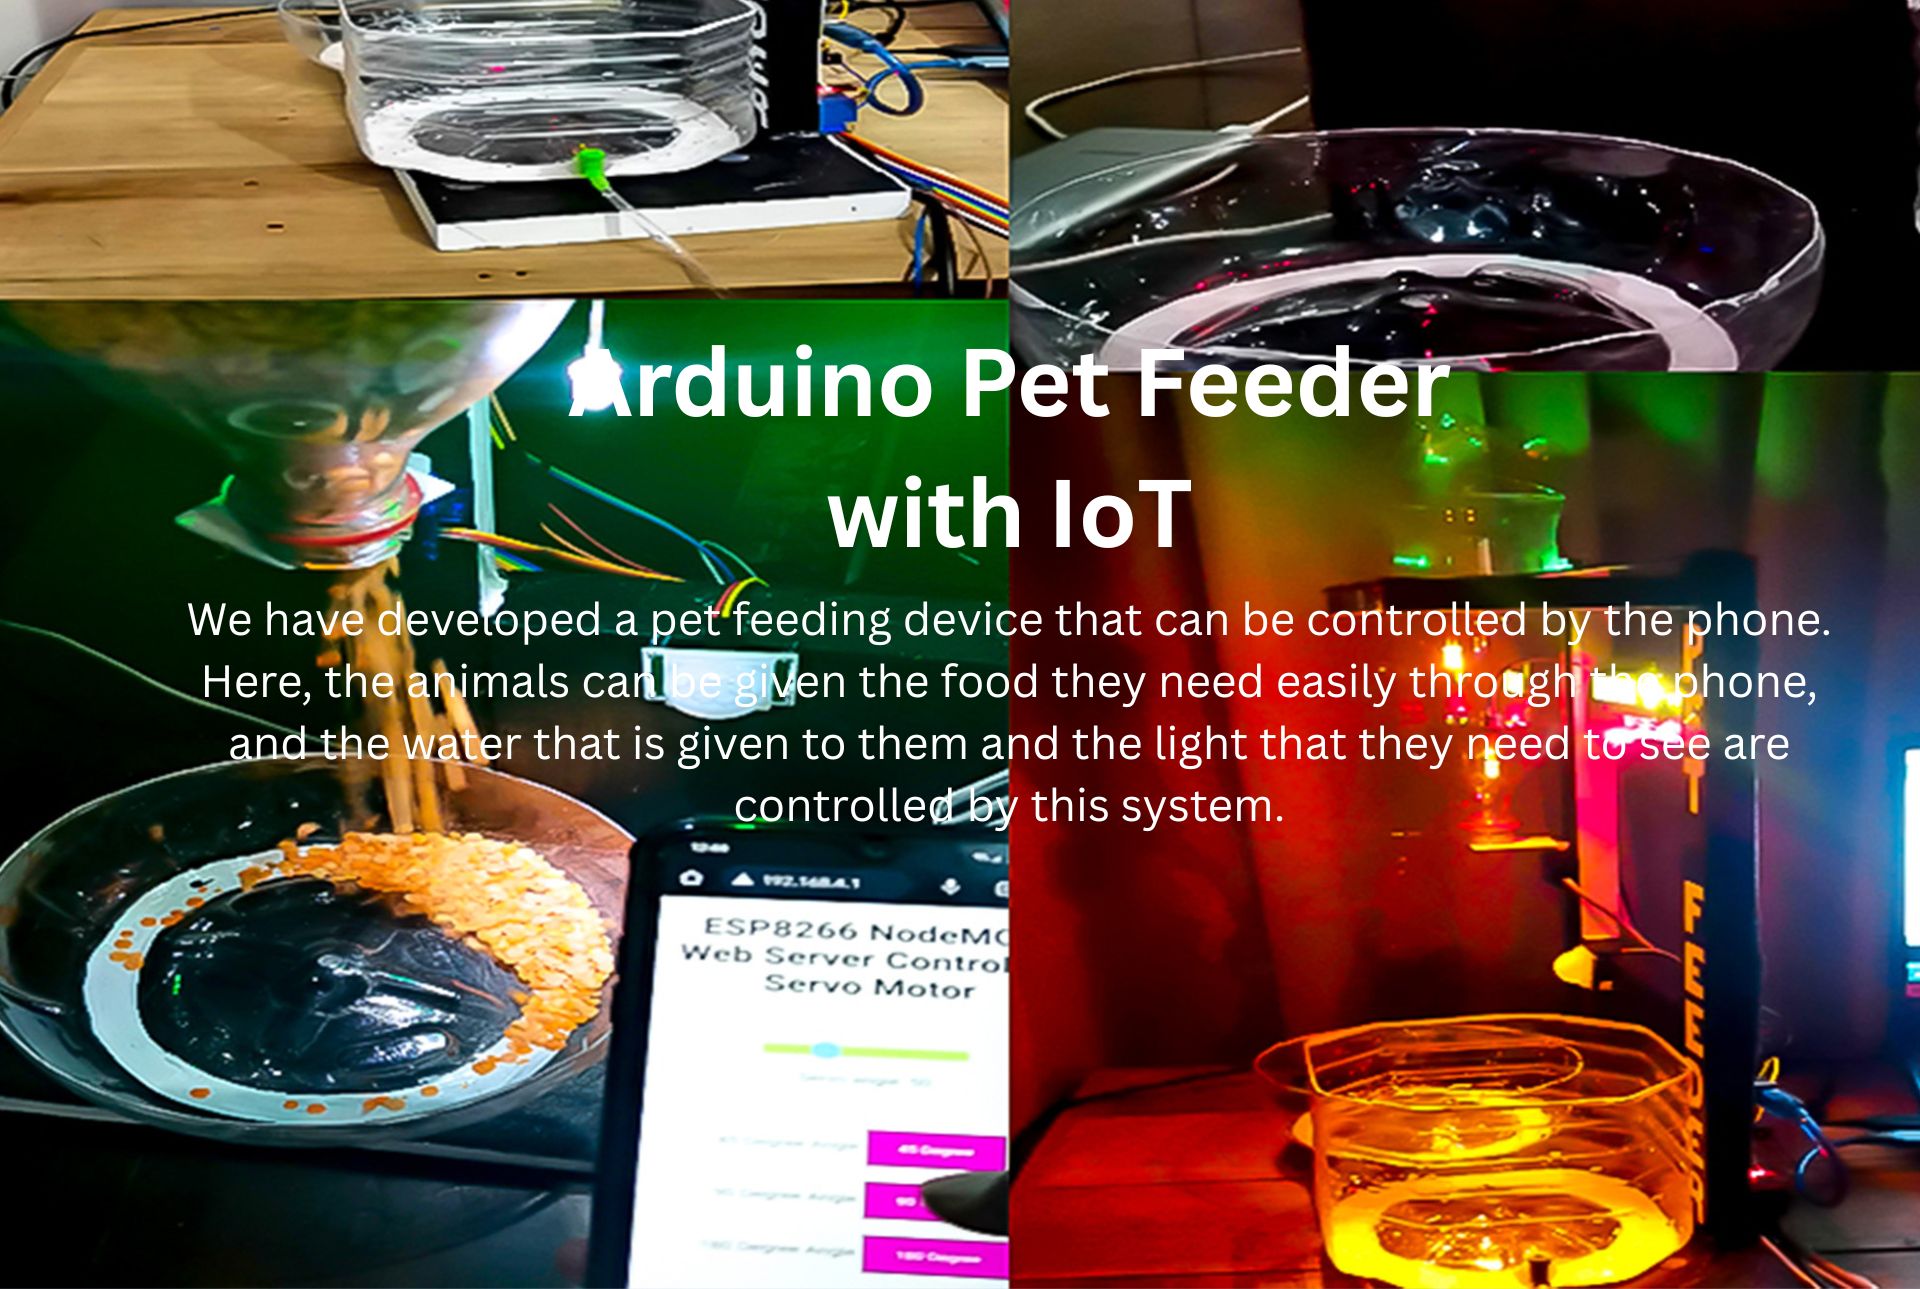 Arduino Pet Feeder
with IoT
We have developed a pet feeding device that can be controlled by the phone.
Here, the animals can be given the food they need easily through the phone,
and the water that is given to them and the light that they need to see are
controlled by this system.
12:40
192.168.4.1
ESP8266 NodeMC
Web Server Control
Servo Motor
Servo angle: 50
45 Degree Angle
45 Degree
90 Degree Angle
90
180 Degree Angle
180 Degree
PET FEEDER